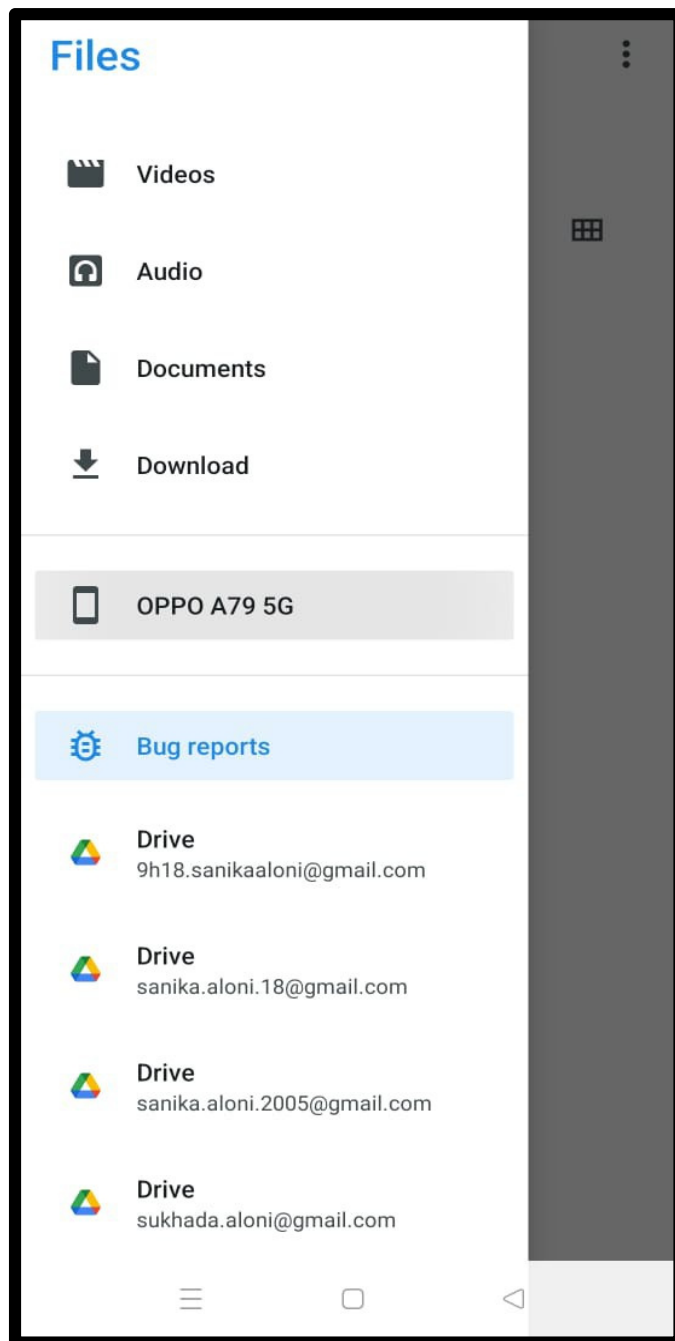 Files
Videos
Audio
Documents
Download
OPPO A79 5G
Bug reports
Drive
9h18.sanikaaloni@gmail.com
Drive
sanika.aloni.18@gmail.com
Drive
sanika.aloni.2005@gmail.com
Drive
sukhada.aloni@gmail.com